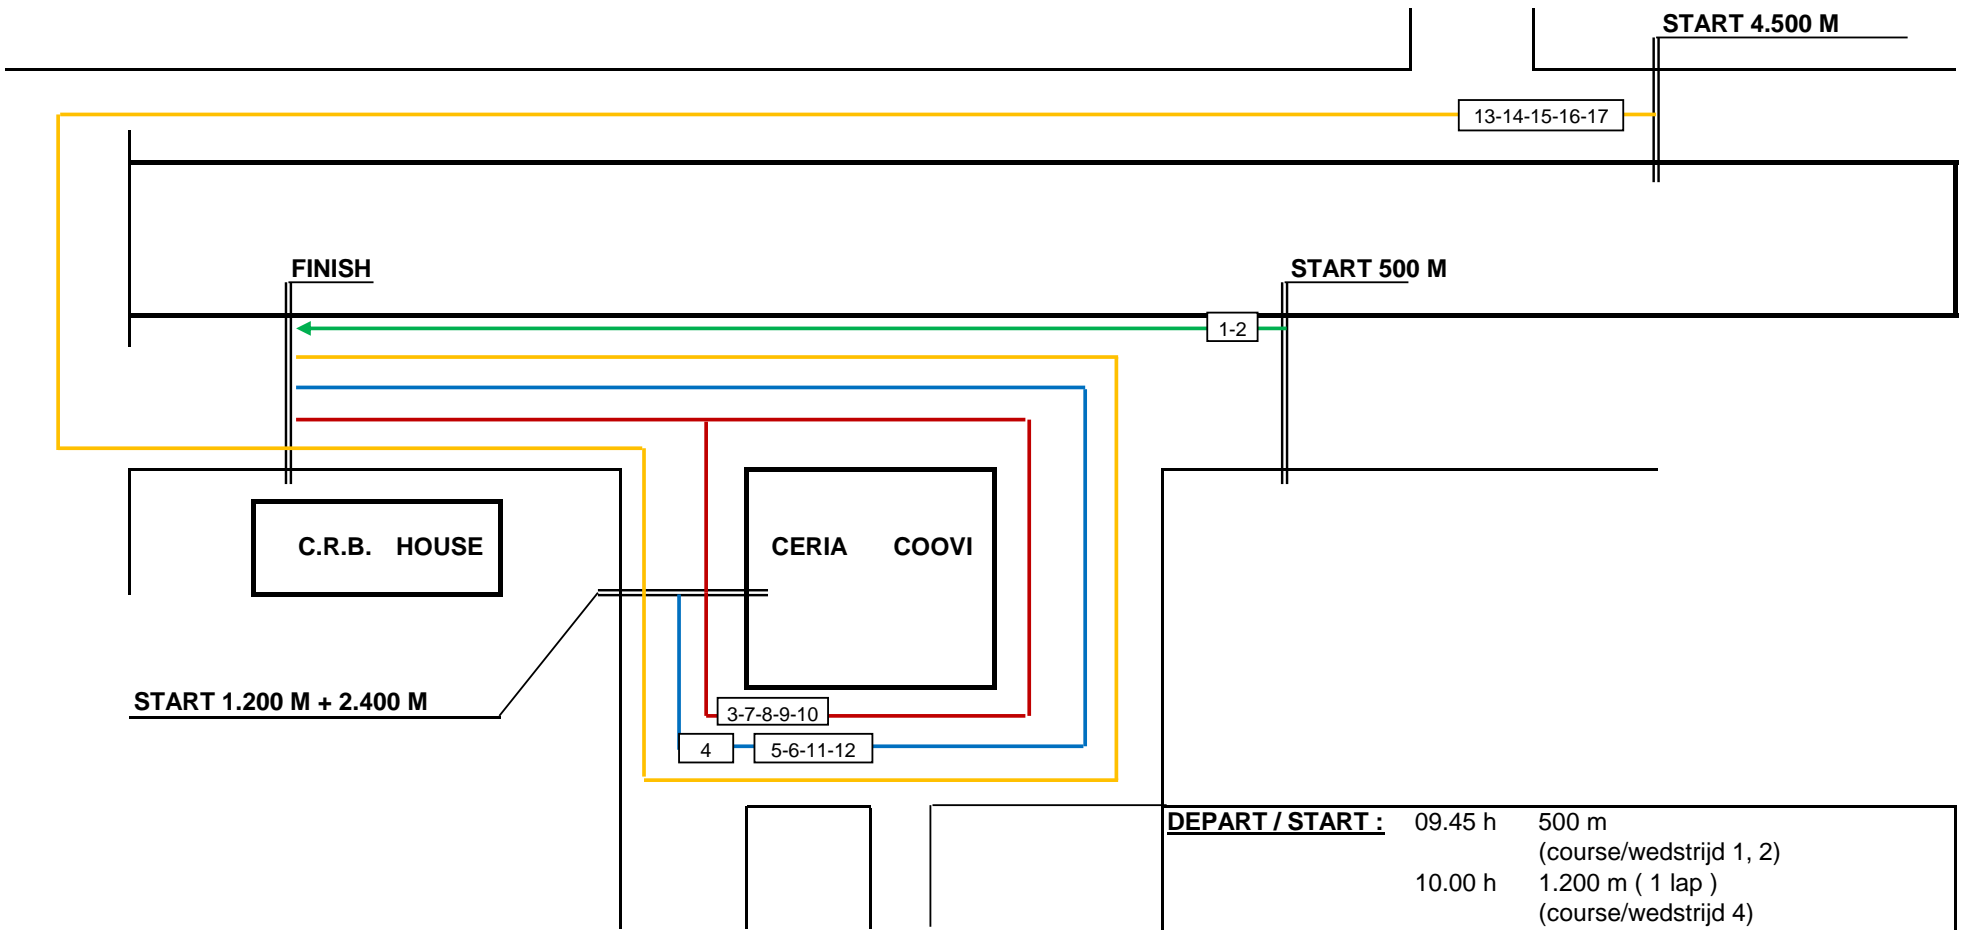 START 4.500 M
13-14-15-16-17
FINISH
START 500 M
1-2
C.R.B. HOUSE
CERIA COOVI
START 1.200 M + 2.400 M
3-7-8-9-10
4
5-6-11-12
DEPART / START : 09.45 h 500 m
(course/wedstrijd 1, 2)
10.00 h 1.200 m ( 1 lap )
(course/wedstrijd 4)